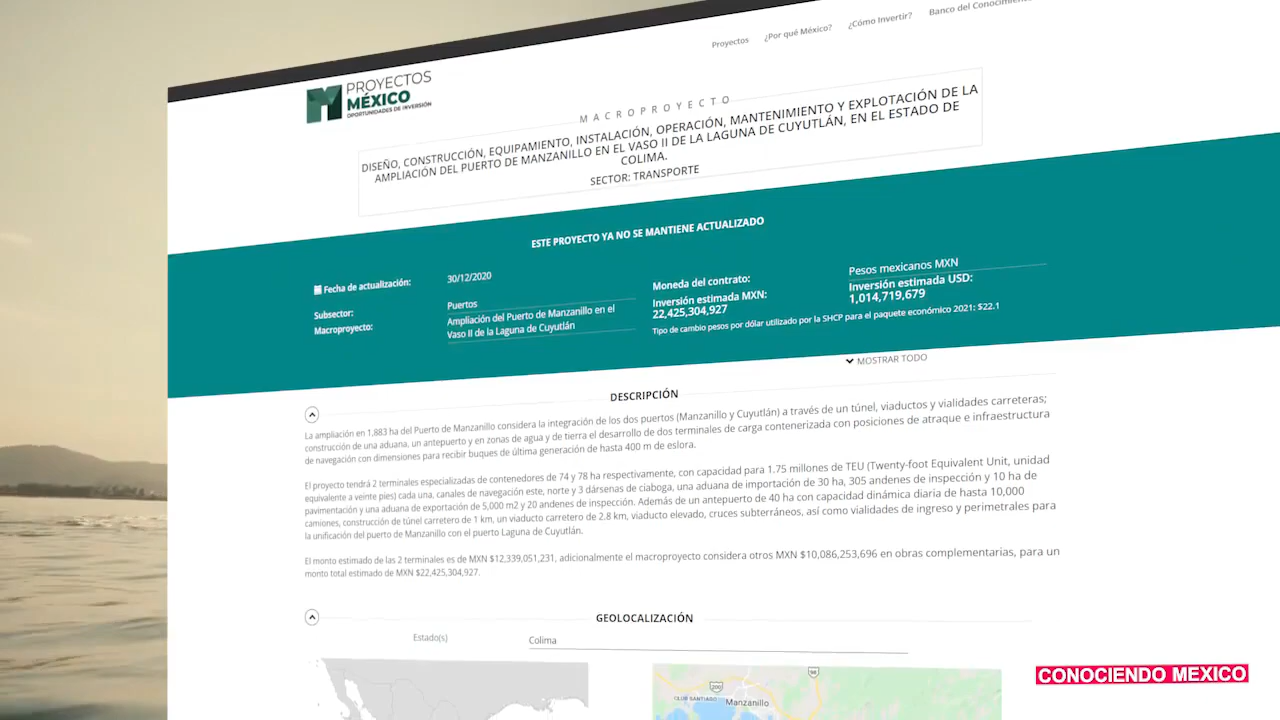 Proyectos
¿Por qué México?
¿Cómo Invertir?
Banco del Conocimiento
PROYECTOS
MÉXICO
OPORTUNIDADES DE INVERSIÓN
MACROPROYECTO
DISEÑO, CONSTRUCCIÓN, EQUIPAMIENTO, INSTALACIÓN, OPERACIÓN, MANTENIMIENTO Y EXPLOTACIÓN DE LA
AMPLIACIÓN DEL PUERTO DE MANZANILLO EN EL VASO II DE LA LAGUNA DE CUYUTLÁN, EN EL ESTADO DE
COLIMA.
SECTOR: TRANSPORTE
ESTE PROYECTO YA NO SE MANTIENE ACTUALIZADO
Fecha de actualización:
30/12/2020
Subsector:
Puertos
Macroproyecto:
Ampliación del Puerto de Manzanillo en el
Vaso II de la Laguna de Cuyutlán
Moneda del contrato:
Pesos mexicanos MXN
Inversión estimada MXN:
22,425,304,927
Inversión estimada USD:
1,014,719,679
Tipo de cambio pesos por dólar utilizado por la SHCP para el paquete económico 2021: $22.1
MOSTRAR TODO
DESCRIPCIÓN
La ampliación en 1,883 ha del Puerto de Manzanillo considera la integración de los dos puertos (Manzanillo y Cuyutlán) a través de un túnel, viaductos y vialidades carreteras;
construcción de una aduana, un antepuerto y en zonas de agua y de tierra el desarrollo de dos terminales de carga contenerizada con posiciones de atraque e infraestructura
de navegación con dimensiones para recibir buques de última generación de hasta 400 m de eslora.
El proyecto tendrá 2 terminales especializadas de contenedores de 74 y 78 ha respectivamente, con capacidad para 1.75 millones de TEU (Twenty-foot Equivalent Unit, unidad
equivalente a veinte pies) cada una, canales de navegación este, norte y 3 dársenas de ciaboga, una aduana de importación de 30 ha, 305 andenes de inspección y 10 ha de
pavimentación y una aduana de exportación de 5,000 m2 y 20 andenes de inspección. Además de un antepuerto de 40 ha con capacidad dinámica diaria de hasta 10,000
camiones, construcción de túnel carretero de 1 km, un viaducto carretero de 2.8 km, viaducto elevado, cruces subterráneos, así como vialidades de ingreso y perimetrales para
la unificación del puerto de Manzanillo con el puerto Laguna de Cuyutlán.
El monto estimado de las 2 terminales es de MXN $12,339,051,231, adicionalmente el macroproyecto considera otros MXN $10,086,253,696 en obras complementarias, para un
monto total estimado de MXN $22,425,304,927.
GEOLOCALIZACIÓN
Estado(s)
Colima
98
200
CLUB SANTIAGO
Manzanillo
CONOCIENDO MEXICO